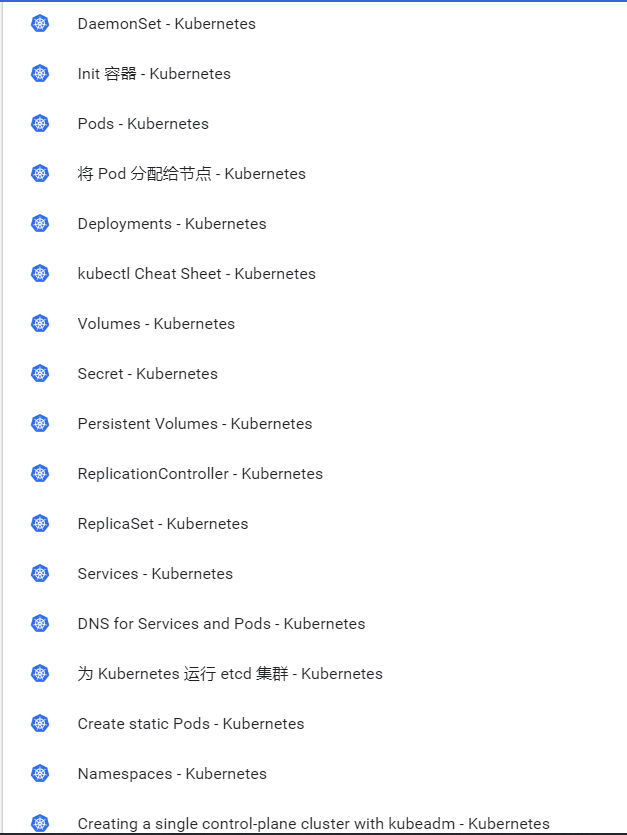 DaemonSet - Kubernetes
Init 容器 - Kubernetes
Pods - Kubernetes
将 Pod 分配给节点 - Kubernetes
Deployments - Kubernetes
kubectl Cheat Sheet - Kubernetes
Volumes - Kubernetes
Secret - Kubernetes
Persistent Volumes - Kubernetes
ReplicationController - Kubernetes
ReplicaSet - Kubernetes
Services - Kubernetes
DNS for Services and Pods - Kubernetes
为 Kubernetes 运行 etcd 集群 - Kubernetes
Create static Pods - Kubernetes
Namespaces - Kubernetes
Creating a single control-plane cluster with kubeadm - Kubernetes